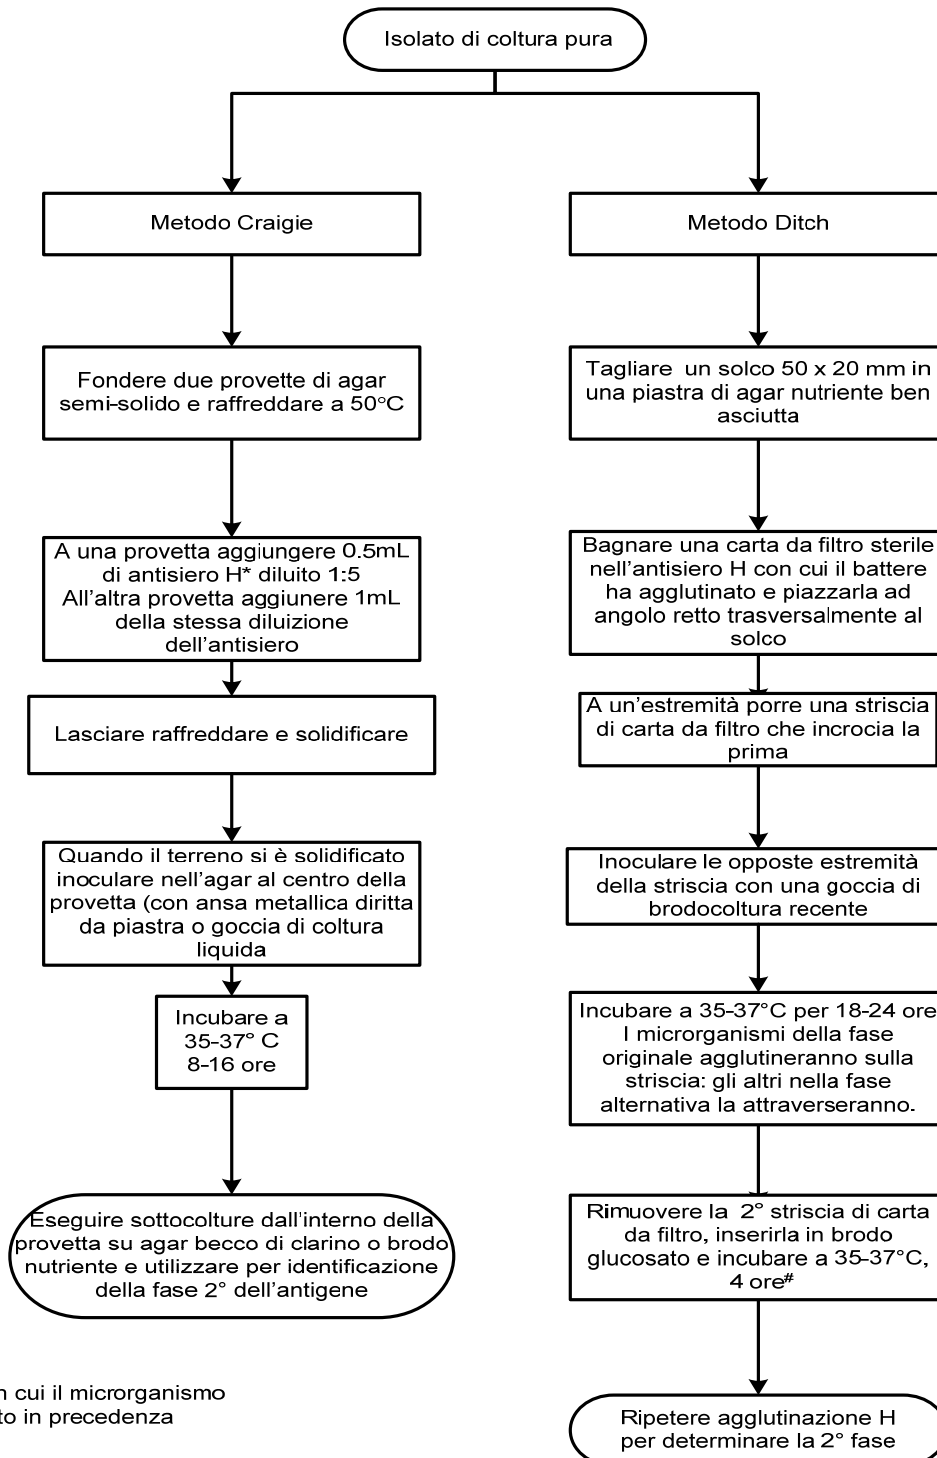 Isolato di coltura pura
Metodo Craigie
Fondere due provette di agar
semi-solido e raffreddare a 50°C
A una provetta aggiungere 0.5mL
di antisiero H* diluito 1:5
All'altra provetta aggiunere 1mL
della stessa diluizione
dell'antisiero
Lasciare raffreddare e solidificare
Quando il terreno si è solidificato
inoculare nell'agar al centro della
provetta (con ansa metallica diritta
da piastra o goccia di coltura
liquida
Incubare a
35-37° C
8-16 ore
Eseguire sottocolture dall'interno della
provetta su agar becco di clarino o brodo
nutriente e utilizzare per identificazione
della fase 2° dell'antigene
Metodo Ditch
Tagliare un solco 50 x 20 mm in
una piastra di agar nutriente ben
asciutta
Bagnare una carta da filtro sterile
nell'antisiero H con cui il battere
ha agglutinato e piazzarla ad
angolo retto trasversalmente al
solco
A un'estremità porre una striscia
di carta da filtro che incrocia la
prima
Inoculare le opposte estremità
della striscia con una goccia di
brodocoltura recente
Incubare a 35-37°C per 18-24 ore
I microrganismi della fase
originale agglutineranno sulla
striscia: gli altri nella fase
alternativa la attraverseranno.
Rimuovere la 2° striscia di carta
da filtro, inserirla in brodo
glucosato e incubare a 35-37°C,
4 ore#
Ripetere agglutinazione H
per determinare la 2° fase
cui il microrganismo
in precedenza